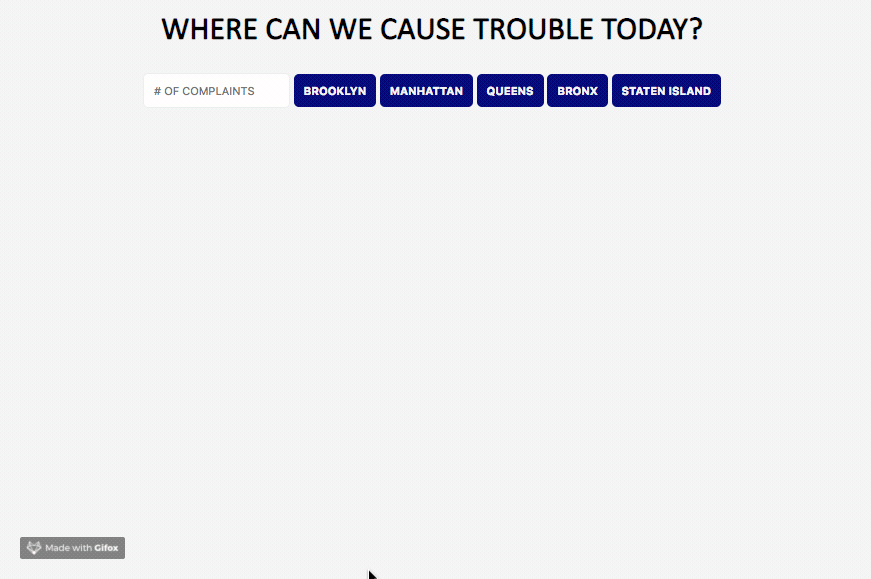 WHERE CAN WE CAUSE TROUBLE TODAY?
# OF COMPLAINTS BROOKLYN MANHATTAN QUEENS BRONX STATEN ISLAND
Made with Gifox